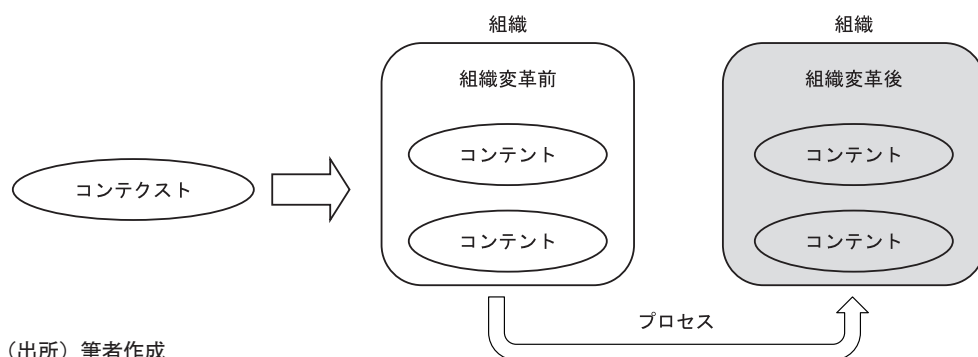 組織
組織
組織変革前
組織変革後
コンテント
コンテント
コンテクスト
コンテント
コンテント
プロセス
（出所）筆者作成